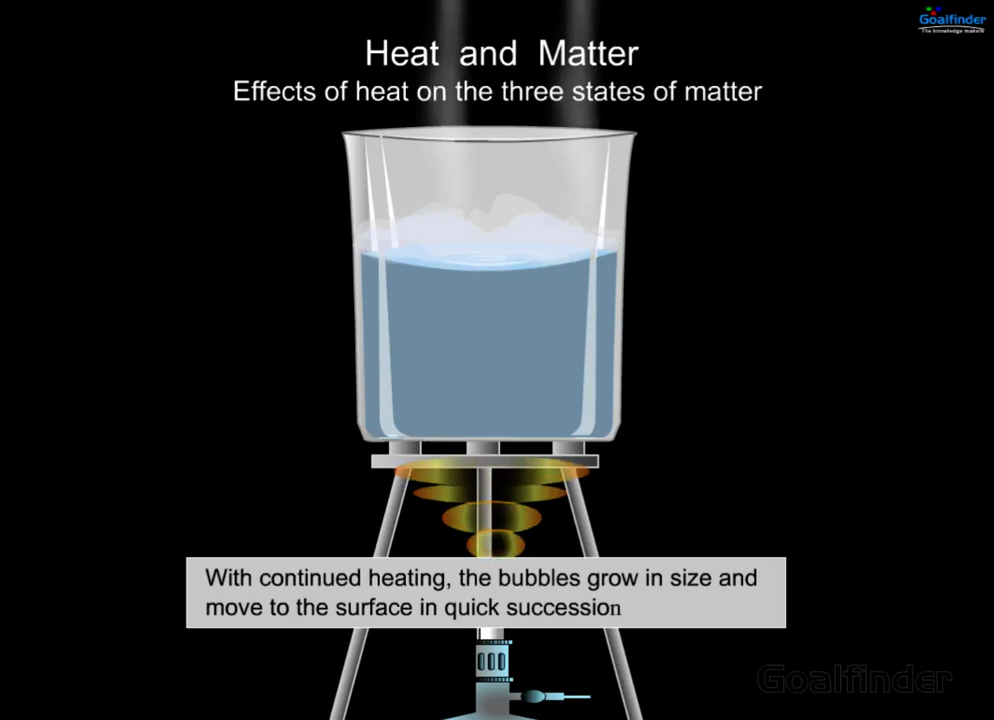 Goalfinder
The knowledge makers
Heat and Matter
Effects of heat on the three states of matter
With continued heating, the bubbles grow in size and
move to the surface in quick succession
Goalfinder